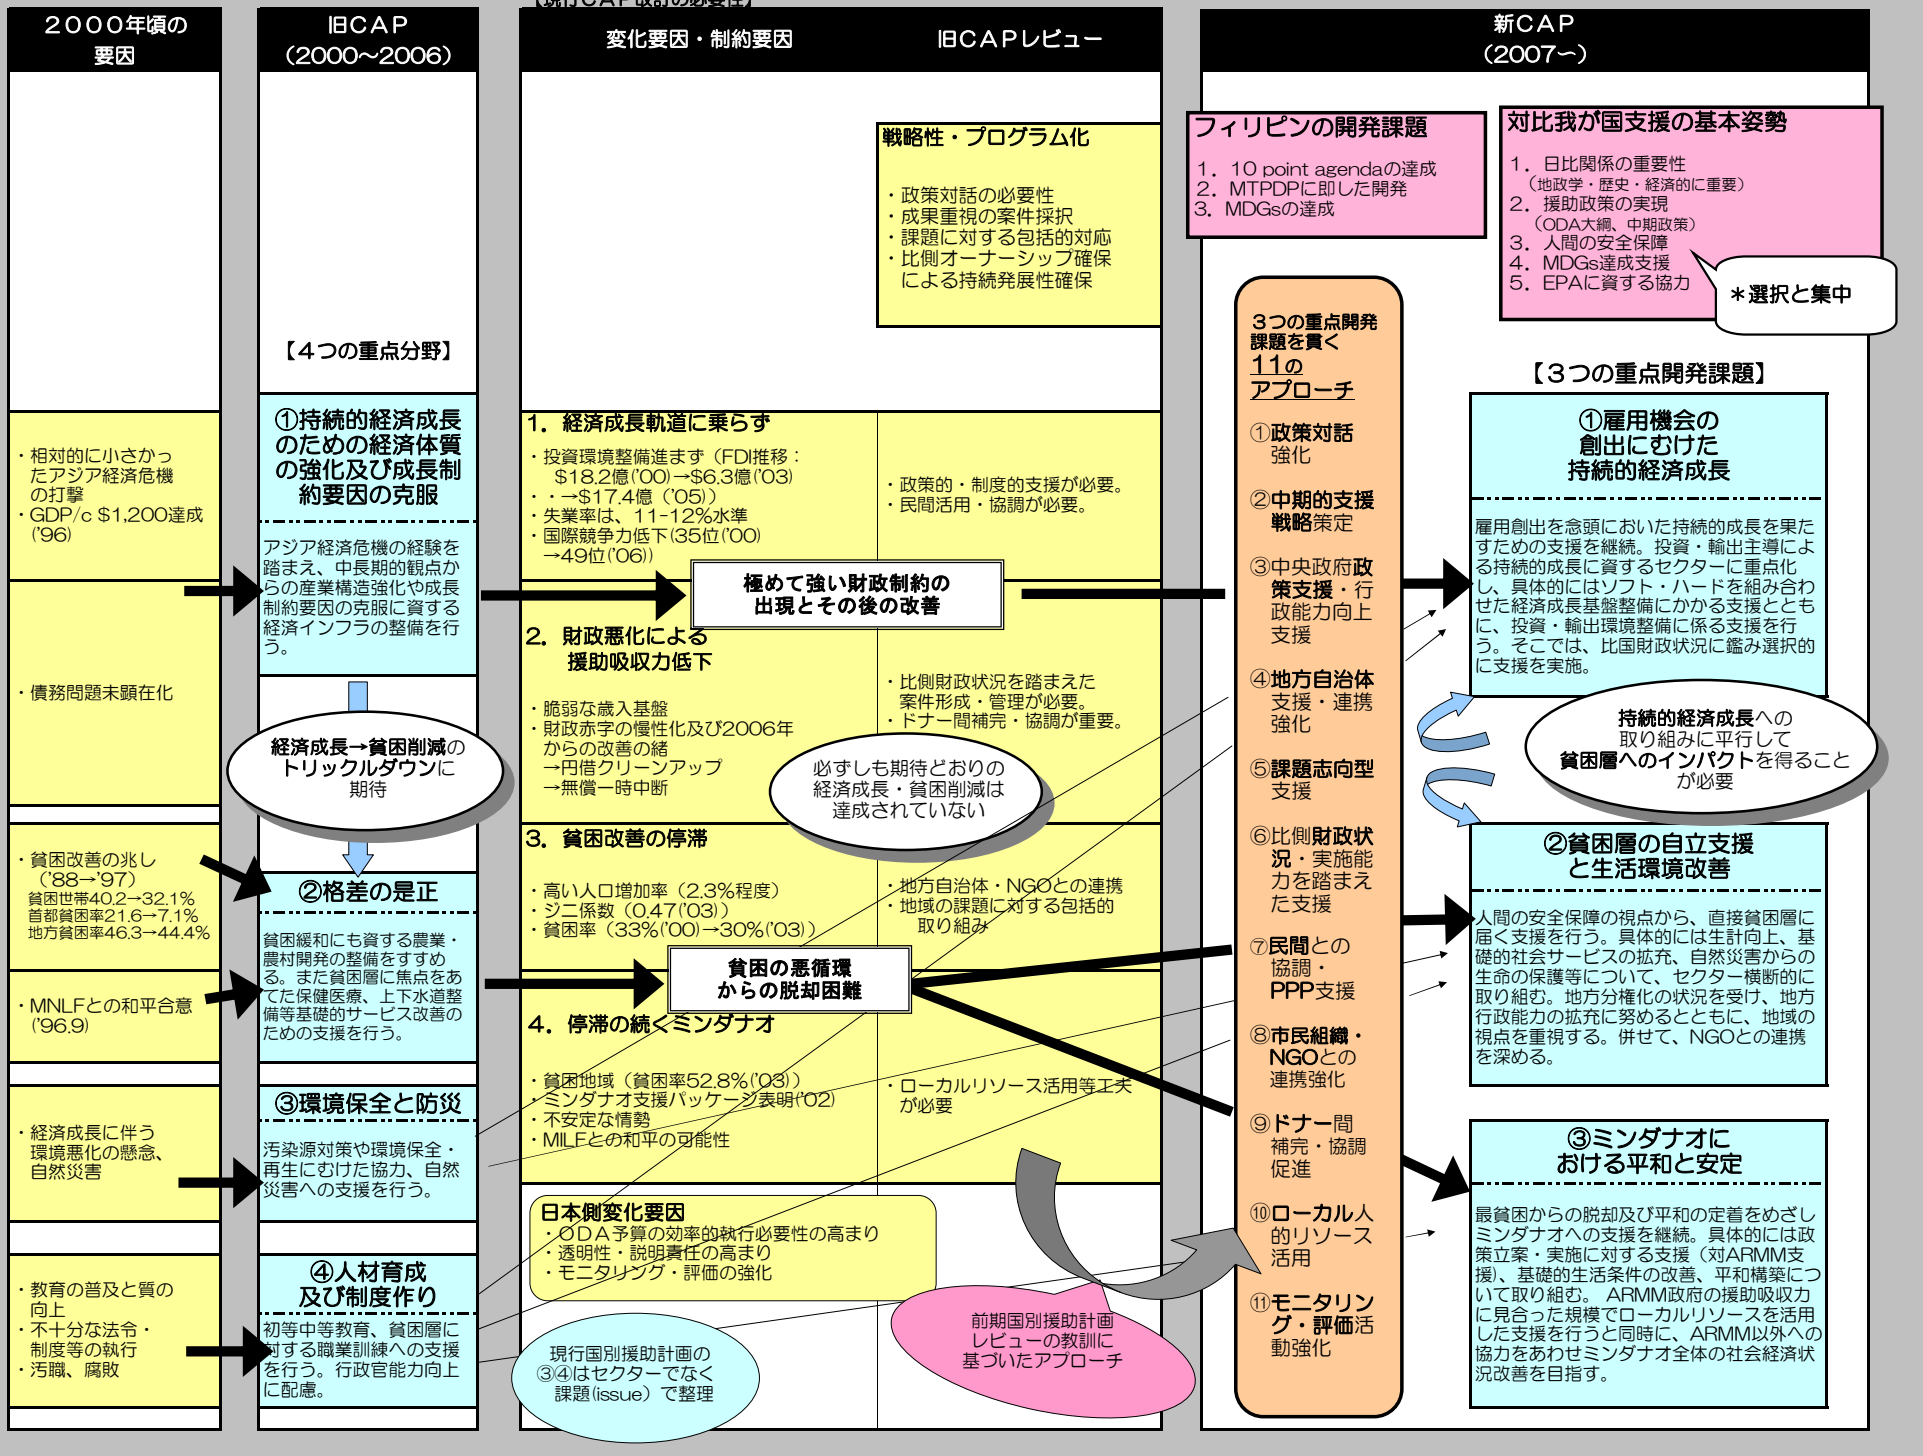 【現行ＣＡＰ改訂の必要性】
２０００年頃の
要因
旧ＣＡＰ
（2000～2006）
変化要因・制約要因
旧ＣＡＰレビュー
新ＣＡＰ
（2007～）
・相対的に小さかっ
たアジア経済危機
の打撃
・GDP/c $1,200達成
('96)
・債務問題未顕在化
・貧困改善の兆し
（'88→'97）
貧困世帯40.2→32.1%
首都貧困率21.6→7.1%
地方貧困率46.3→44.4%
・MNLFとの和平合意
('96.9)
・経済成長に伴う
環境悪化の懸念、
自然災害
・教育の普及と質の
向上
・不十分な法令・
制度等の執行
・汚職、腐敗
【４つの重点分野】
①持続的経済成長
のための経済体質
の強化及び成長制
約要因の克服
アジア経済危機の経験を
踏まえ、中長期的観点か
らの産業構造強化や成長
制約要因の克服に資する
経済インフラの整備を行
う。
経済成長→貧困削減の
トリックルダウンに
期待
②格差の是正
貧困緩和にも資する農業・
農村開発の整備をすすめ
る。また貧困層に焦点をあ
てた保健医療、上下水道整
備等基礎的サービス改善の
ための支援を行う。
③環境保全と防災
汚染源対策や環境保全・
再生にむけた協力、自然
災害への支援を行う。
④人材育成
及び制度作り
初等中等教育、貧困層に
対する職業訓練への支援
を行う。行政官能力向上
に配慮。
戦略性・プログラム化
・政策対話の必要性
・成果重視の案件採択
・課題に対する包括的対応
・比側オーナーシップ確保
による持続発展性確保
1．経済成長軌道に乗らず
・投資環境整備進まず（FDI推移：
$18.2億('00)→$6.3億('03)
・・→$17.4億（'05)）
・失業率は、11-12%水準
・国際競争力低下(35位('00)
→49位('06))
・政策的・制度的支援が必要。
・民間活用・協調が必要。
極めて強い財政制約の
出現とその後の改善
2．財政悪化による
援助吸収力低下
・脆弱な歳入基盤
・財政赤字の慢性化及び2006年
からの改善の緒
→円借クリーンアップ
→無償一時中断
・比側財政状況を踏まえた
案件形成・管理が必要。
・ドナー間補完・協調が重要。
必ずしも期待どおりの
経済成長・貧困削減は
達成されていない
3．貧困改善の停滞
・高い人口増加率（2.3%程度）
・ジニ係数（0.47('03)）
・貧困率（33%('00)→30%('03)）
・地方自治体・NGOとの連携
・地域の課題に対する包括的
取り組み
貧困の悪循環
からの脱却困難
4．停滞の続くミンダナオ
・貧困地域（貧困率52.8%('03)）
・ミンダナオ支援パッケージ表明('02)
・不安定な情勢
・MILFとの和平の可能性
・ローカルリソース活用等工夫
が必要
日本側変化要因
・ＯＤＡ予算の効率的執行必要性の高まり
・透明性・説明責任の高まり
・モニタリング・評価の強化
現行国別援助計画の
③④はセクターでなく
課題(issue）で整理
前期国別援助計画
レビューの教訓に
基づいたアプローチ
フィリピンの開発課題
1．10 point agendaの達成
2．MTPDPに即した開発
3．MDGsの達成
対比我が国支援の基本姿勢
1．日比関係の重要性
（地政学・歴史・経済的に重要）
2．援助政策の実現
（ODA大綱、中期政策）
3．人間の安全保障
4．MDGs達成支援
5．EPAに資する協力
＊選択と集中
３つの重点開発
課題を貫く
11の
アプローチ
①政策対話
強化
②中期的支援
戦略策定
③中央政府政
策支援・行
政能力向上
支援
④地方自治体
支援・連携
強化
⑤課題志向型
支援
⑥比側財政状
況・実施能
力を踏まえ
た支援
⑦民間との
協調・
PPP支援
⑧市民組織・
NGOとの
連携強化
⑨ドナー間
補完・協調
促進
⑩ローカル人
的リソース
活用
⑪モニタリン
グ・評価活
動強化
【３つの重点開発課題】
①雇用機会の
創出にむけた
持続的経済成長
雇用創出を念頭においた持続的成長を果た
すための支援を継続。投資・輸出主導によ
る持続的成長に資するセクターに重点化
し、具体的にはソフト・ハードを組み合わ
せた経済成長基盤整備にかかる支援ととも
に、投資・輸出環境整備に係る支援を行
う。そこでは、比国財政状況に鑑み選択的
に支援を実施。
持続的経済成長への
取り組みに平行して
貧困層へのインパクトを得ること
が必要
②貧困層の自立支援
と生活環境改善
人間の安全保障の視点から、直接貧困層に
届く支援を行う。具体的には生計向上、基
礎的社会サービスの拡充、自然災害からの
生命の保護等について、セクター横断的に
取り組む。地方分権化の状況を受け、地方
行政能力の拡充に努めるとともに、地域の
視点を重視する。併せて、NGOとの連携
を深める。
③ミンダナオに
おける平和と安定
最貧困からの脱却及び平和の定着をめざし
ミンダナオへの支援を継続。具体的には政
策立案・実施に対する支援（対ARMM支
援)、基礎的生活条件の改善、平和構築につ
いて取り組む。 ARMM政府の援助吸収力
に見合った規模でローカルリソースを活用
した支援を行うと同時に、ARMM以外への
協力をあわせミンダナオ全体の社会経済状
況改善を目指す。